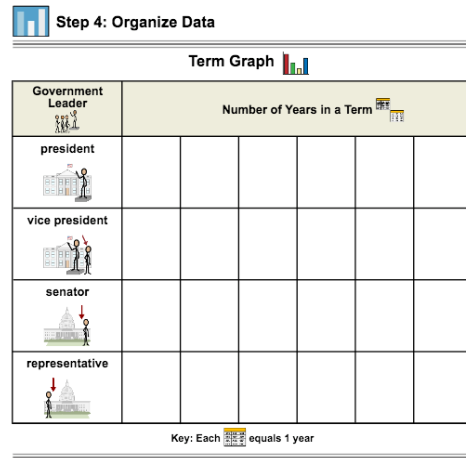 Step 4: Organize Data
Term Graph
Government
Leader
Number of Years in a Term
president
vice president
senator
representative
Key: Each equals 1 year